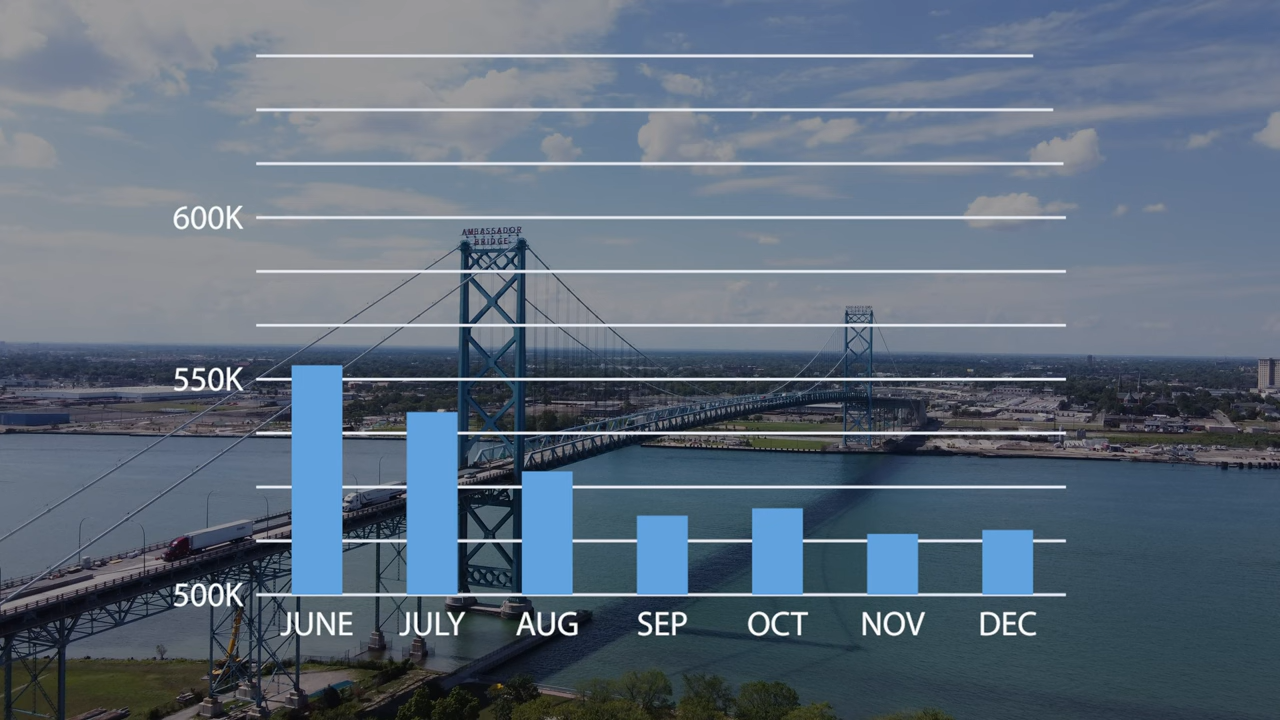 600K
AMBASSADOR
BRIDGE
550K
500K
JUNE JULY AUG SEP OCT NOV DEC